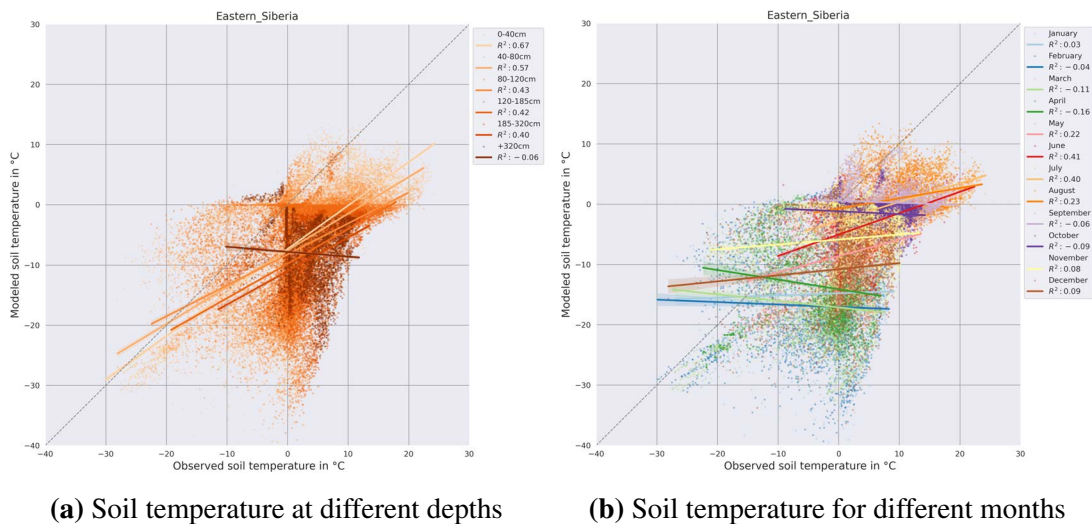 Eastern_Siberia
30
20
10
0
−10
−20
−30
−40
Modeled soil temperature in °C
−40 −30 −20 −10 0 10 20 30
Observed soil temperature in °C
0-40cm
R²: 0.67
40-80cm
R²: 0.57
80-120cm
R²: 0.43
120-185cm
R²: 0.42
185-320cm
R²: 0.40
+320cm
R²: −0.06
(a) Soil temperature at different depths
Eastern_Siberia
30
20
10
0
−10
−20
−30
−40
Modeled soil temperature in °C
−40 −30 −20 −10 0 10 20 30
Observed soil temperature in °C
January
R²: 0.03
February
R²: −0.04
March
R²: −0.11
April
R²: −0.16
May
R²: 0.22
June
R²: 0.41
July
R²: 0.40
August
R²: 0.23
September
R²: −0.06
October
R²: −0.09
November
R²: 0.08
December
R²: 0.09
(b) Soil temperature for different months